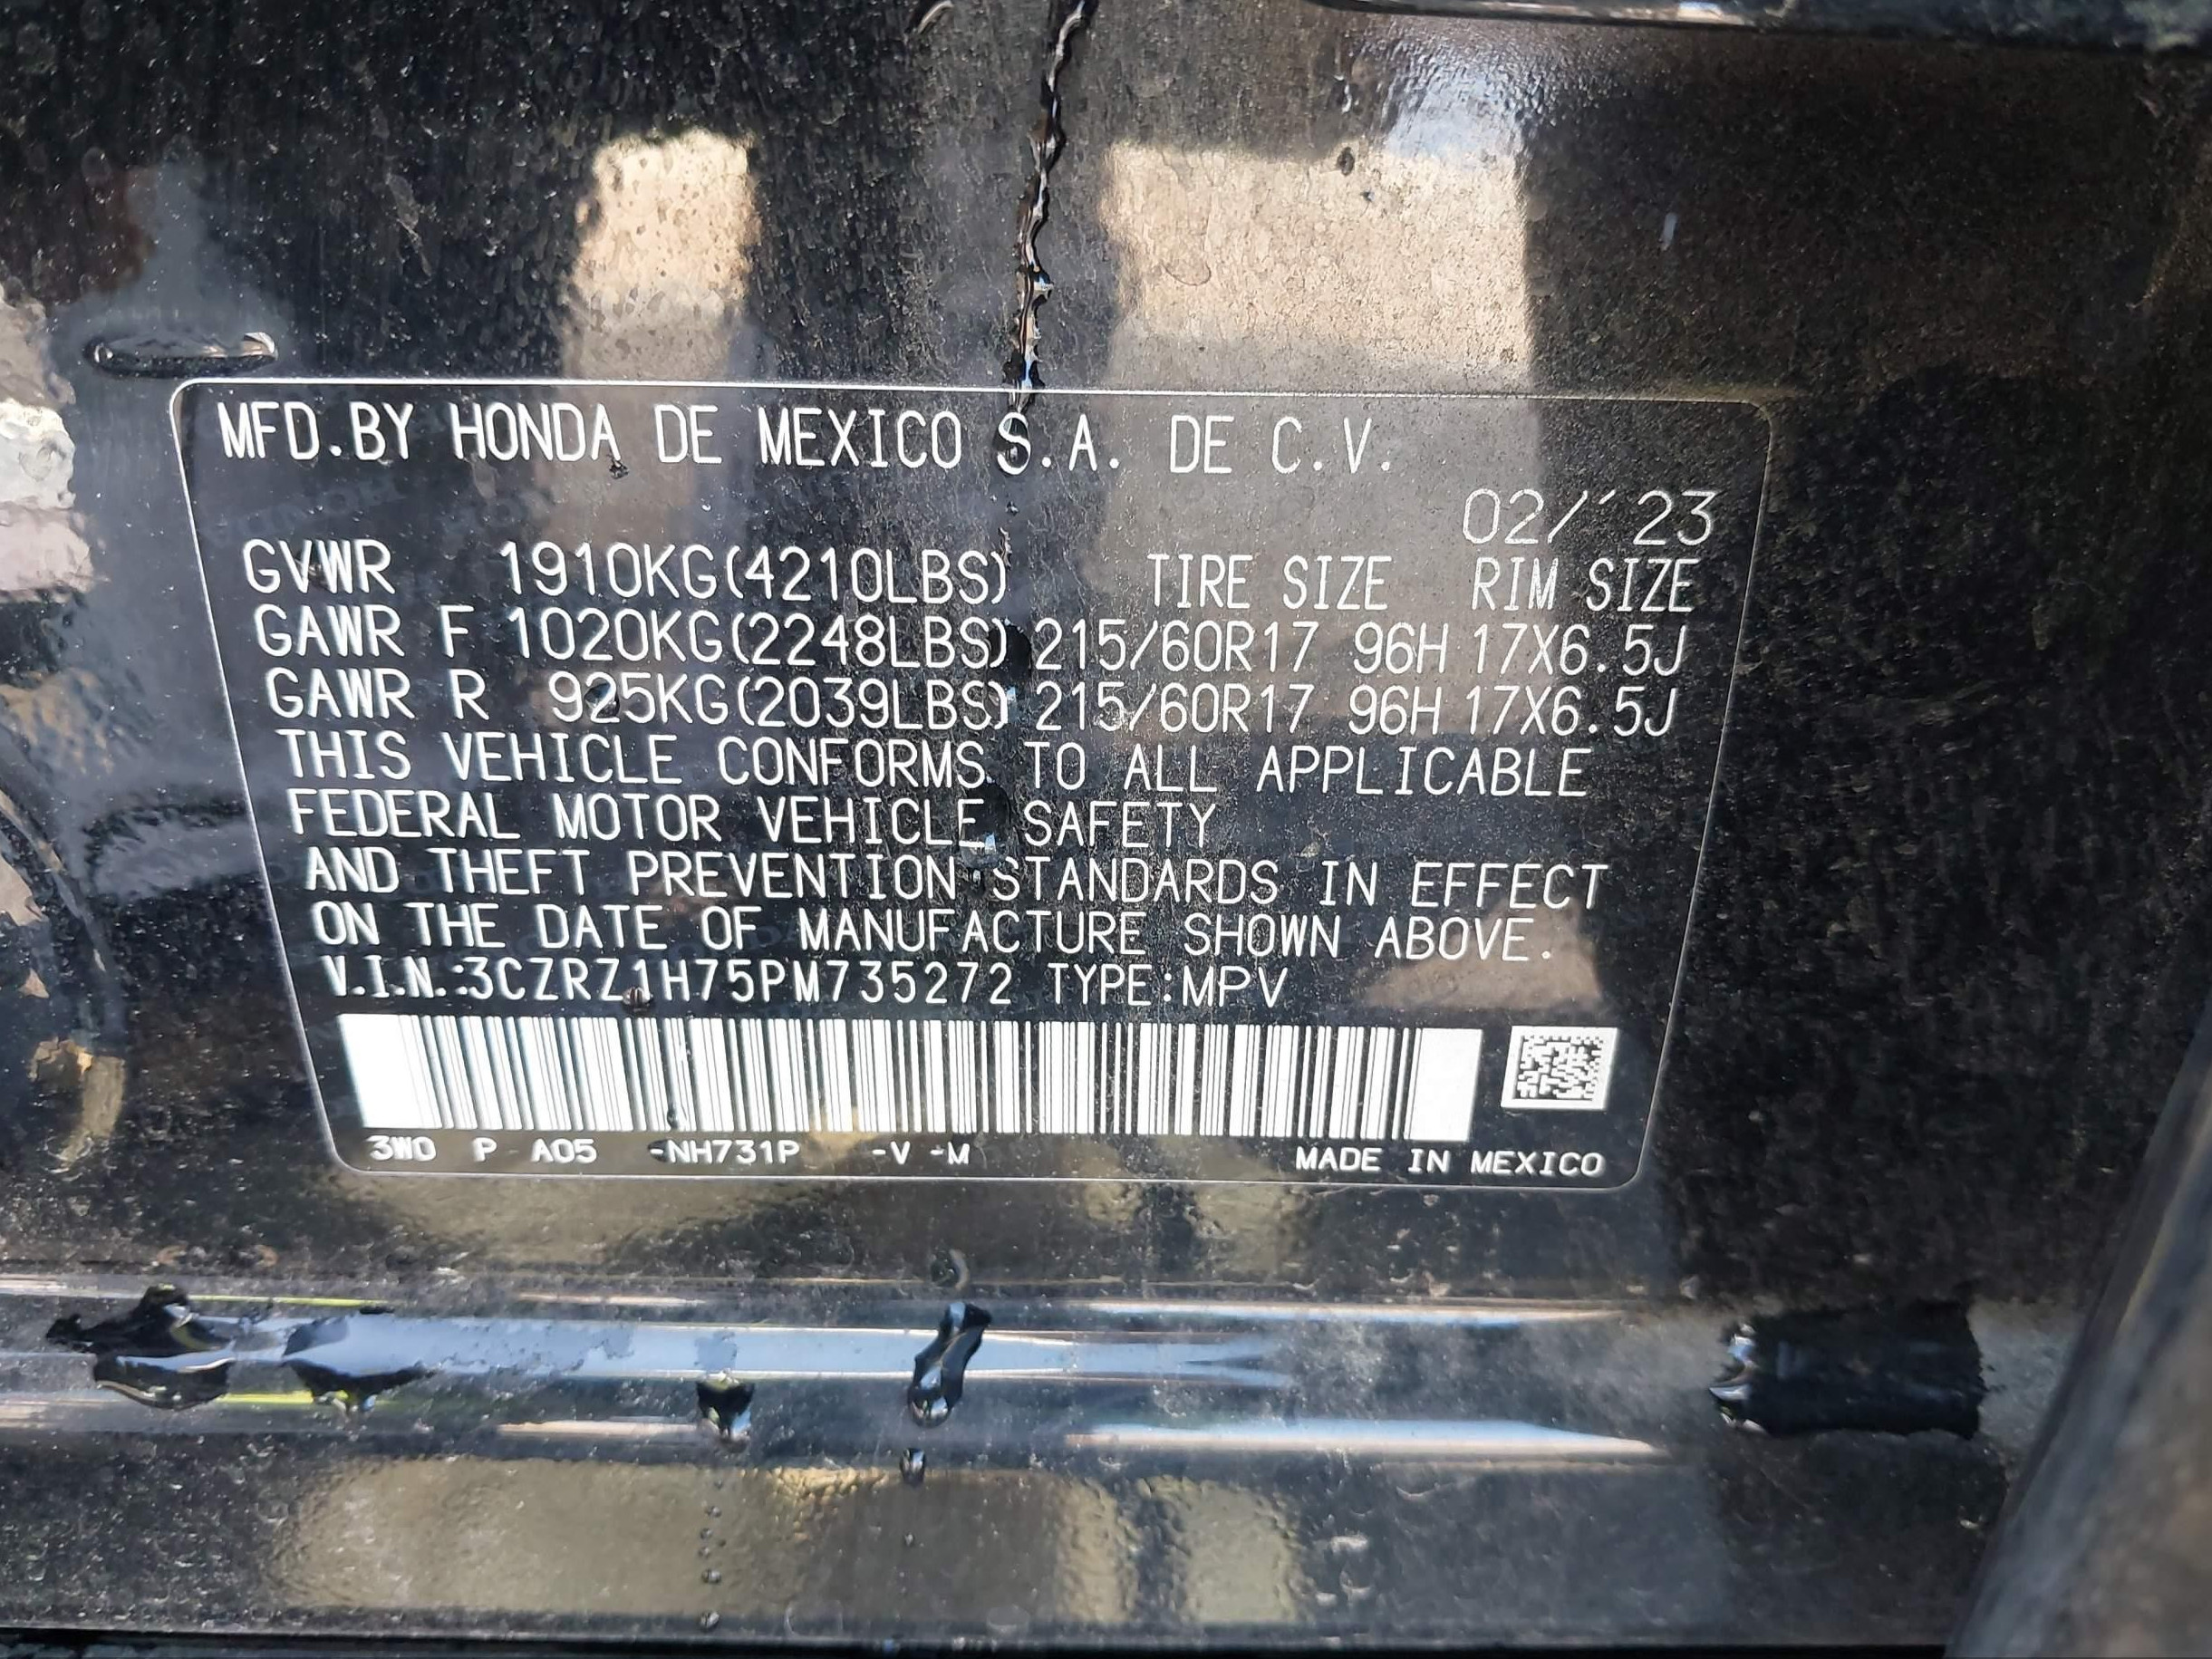 MFD.BY HONDA DE MEXICO S.A. DE C.V.
02/'23
GVWR 1910KG(4210LBS) TIRE SIZE RIM SIZE
GAWR F 1020KG(2248LBS) 215/60R17 96H 17X6.5J
GAWR R 925KG(2039LBS) 215/60R17 96H 17X6.5J
THIS VEHICLE CONFORMS TO ALL APPLICABLE
FEDERAL MOTOR VEHICLE SAFETY
AND THEFT PREVENTION STANDARDS IN EFFECT
ON THE DATE OF MANUFACTURE SHOWN ABOVE.
V.I.N.:3CZRZ1H75PM735272 TYPE:MPV
3W0 P A05 -NH731P -V -M MADE IN MEXICO